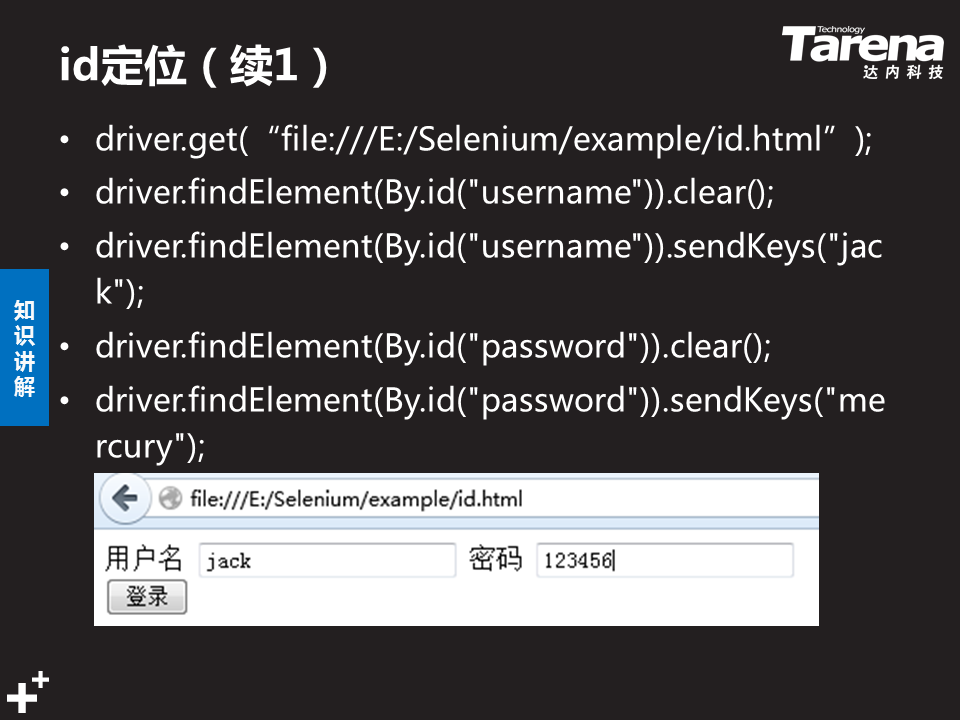 id定位（续1）
Technology
Tarena
达内科技
• driver.get(“file:///E:/Selenium/example/id.html”);
• driver.findElement(By.id("username")).clear();
• driver.findElement(By.id("username")).sendKeys("jac
k");
• driver.findElement(By.id("password")).clear();
• driver.findElement(By.id("password")).sendKeys("me
rcury");
知
识
讲
解
file:///E:/Selenium/example/id.html
用户名 jack 密码 123456
登录